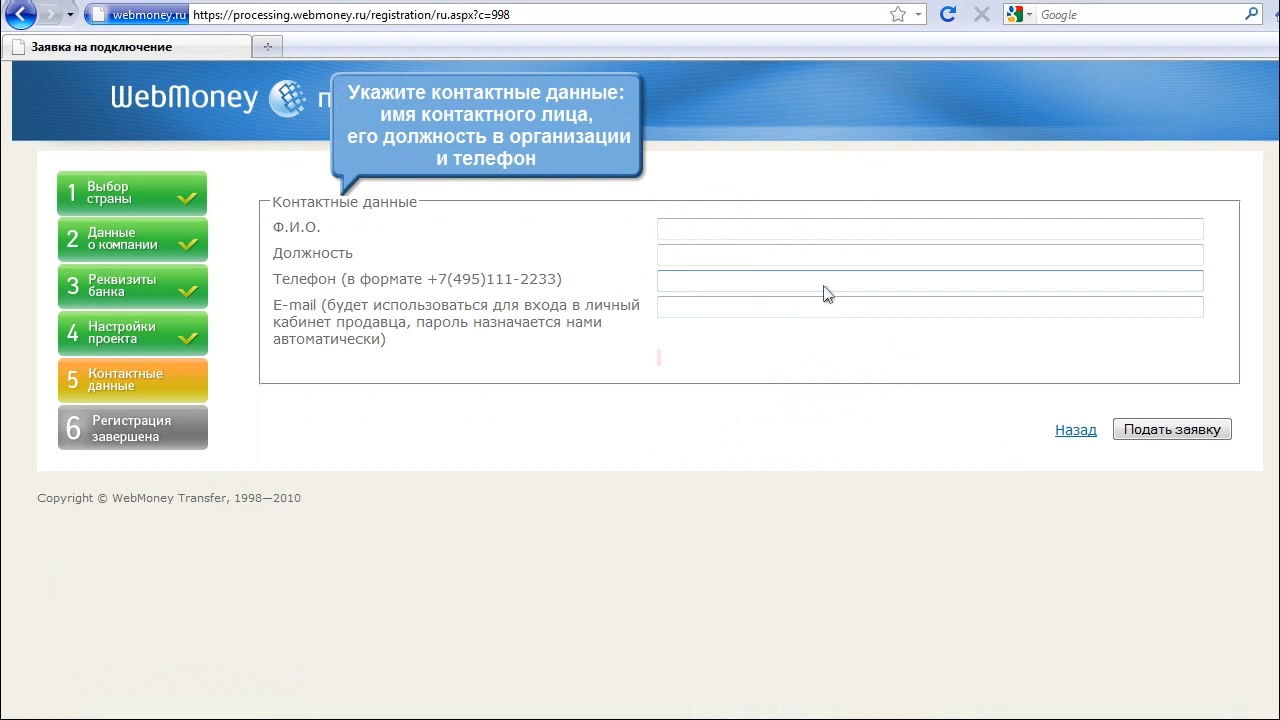 webmoney.ru https://processing.webmoney.ru/registration/ru.aspx?c=998
Google
Заявка на подключение
WebMoney
Укажите контактные данные:
имя контактного лица,
его должность в организации
и телефон
1 Выбор
страны
2 Данные
о компании
3 Реквизиты
банка
4 Настройки
проекта
5 Контактные
данные
6 Регистрация
завершена
Контактные данные
Ф.И.О.
Должность
Телефон (в формате +7(495)111-2233)
E-mail (будет использоваться для входа в личный
кабинет продавца, пароль назначается нами
автоматически)
Назад Подать заявку
Copyright © WebMoney Transfer, 1998—2010